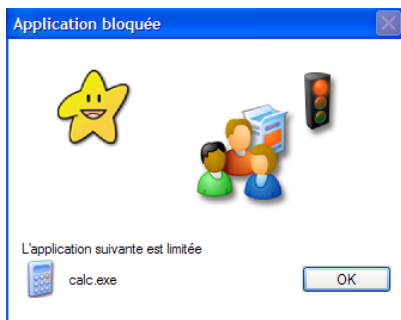 Application bloquée
L'application suivante est limitée
calc.exe
OK